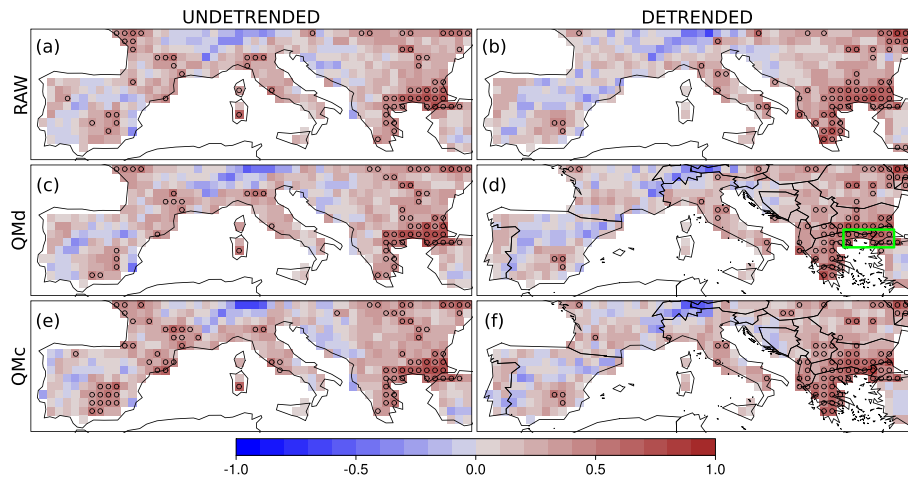 UNDETRENDED DETRENDED
RAW (a) (b)
QMd (c) (d)
QMc (e) (f)
-1.0 -0.5 0.0 0.5 1.0